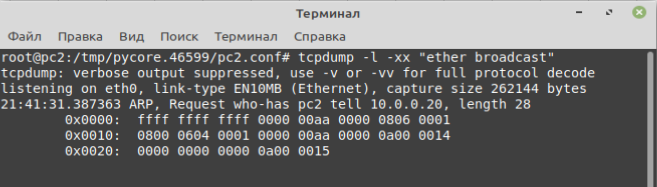 Терминал
Файл Правка Вид Поиск Терминал Справка
root@pc2:/tmp/pycore.46599/pc2.conf# tcpdump -l -xx "ether broadcast"
tcpdump: verbose output suppressed, use -v or -vv for full protocol decode
listening on eth0, link-type EN10MB (Ethernet), capture size 262144 bytes
21:41:31.387363 ARP, Request who-has pc2 tell 10.0.0.20, length 28
0x0000: ffff ffff ffff 0000 00aa 0000 0806 0001
0x0010: 0800 0604 0001 0000 00aa 0000 0a00 0014
0x0020: 0000 0000 0000 0a00 0015